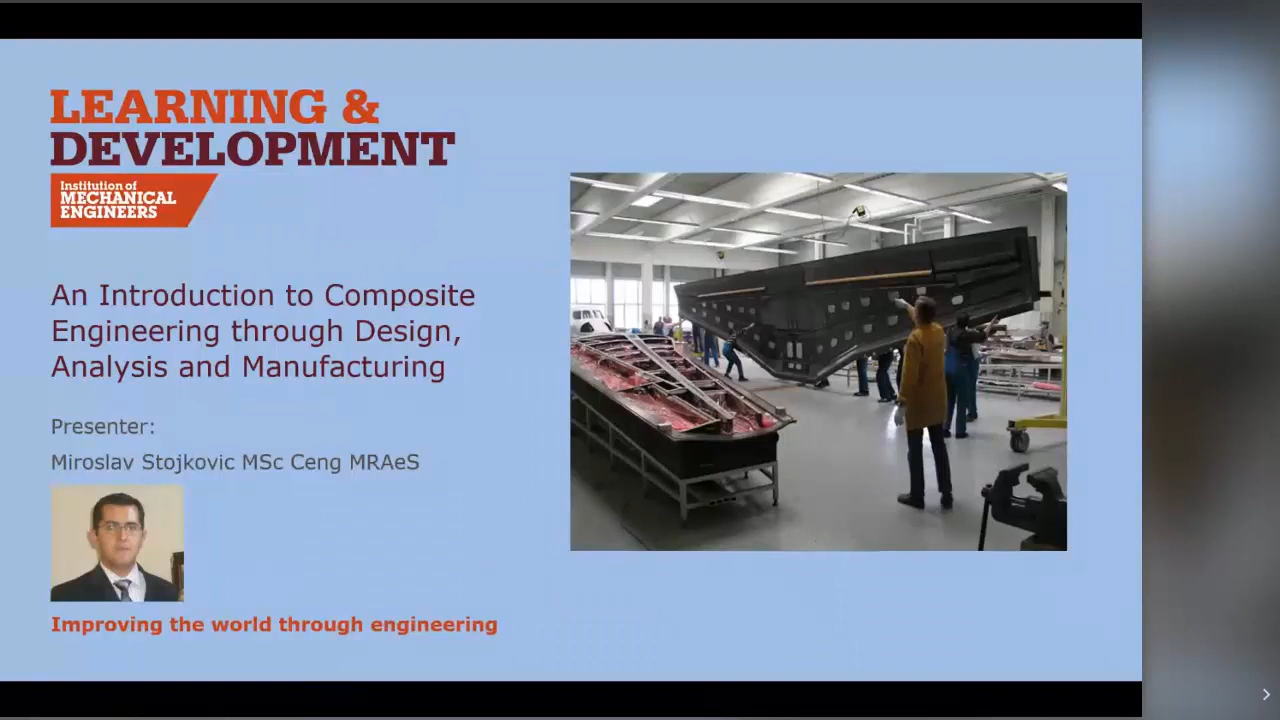 LEARNING &
DEVELOPMENT
Institution of
MECHANICAL
ENGINEERS
An Introduction to Composite
Engineering through Design,
Analysis and Manufacturing
Presenter:
Miroslav Stojkovic MSc Ceng MRAeS
Improving the world through engineering